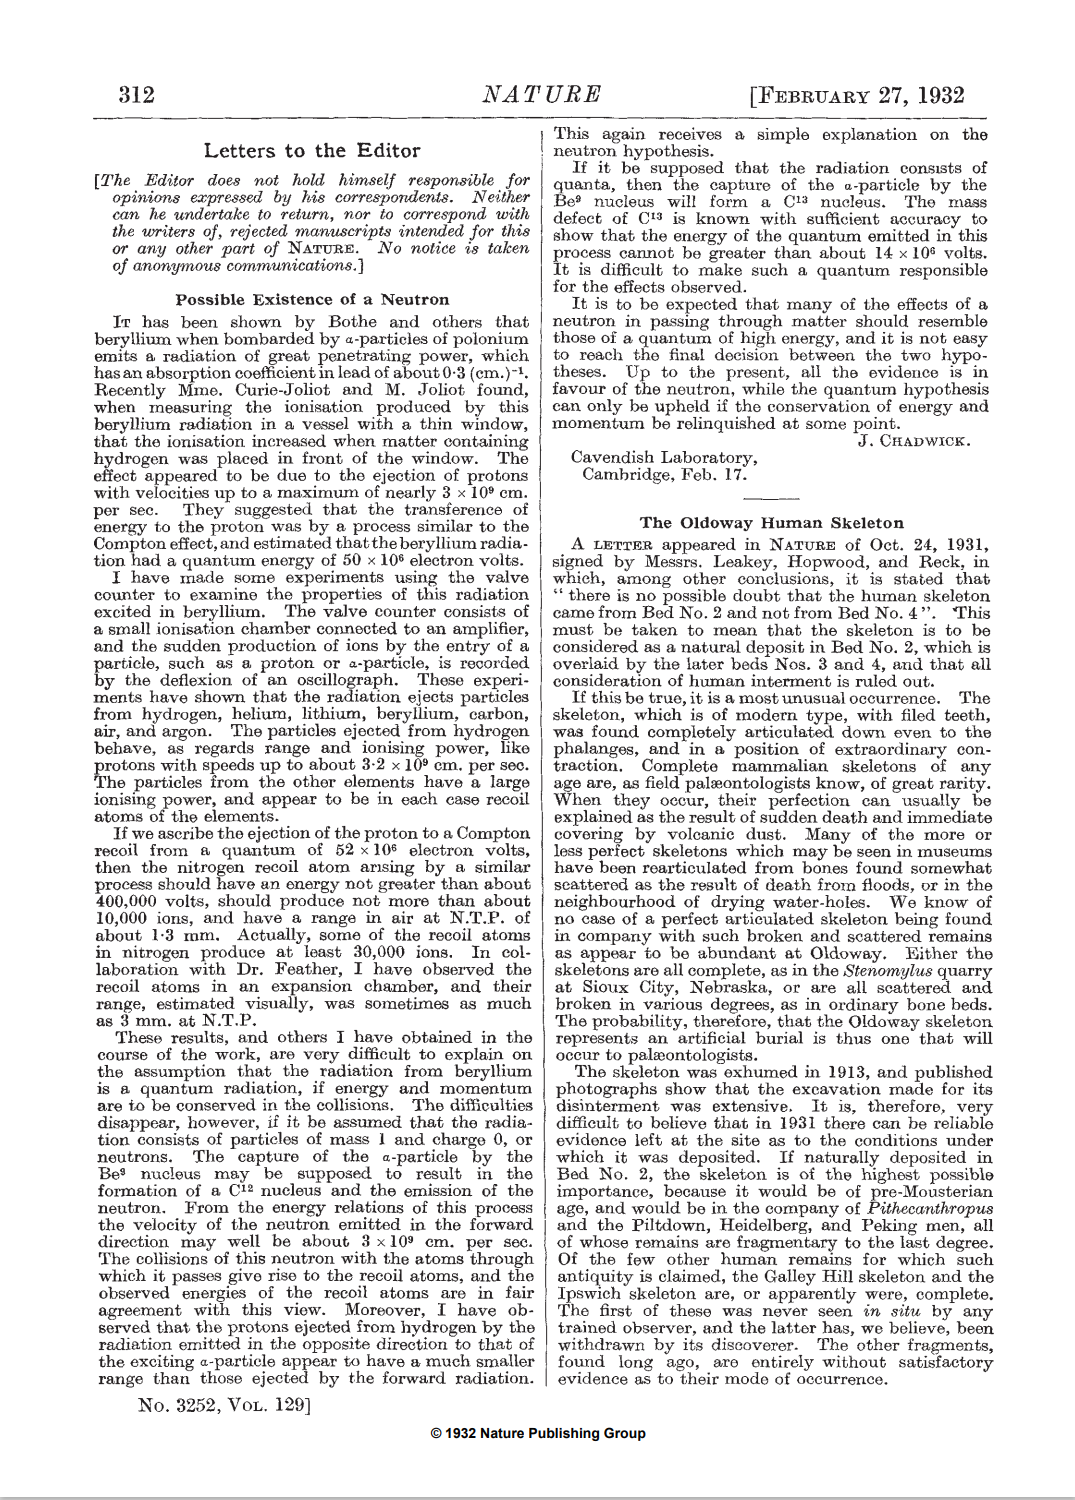 312 NATURE [FEBRUARY 27, 1932
Letters to the Editor
[The Editor does not hold himself responsible for
opinions expressed by his correspondents. Neither
can he undertake to return, nor to correspond with
the writers of, rejected manuscripts intended for this
or any other part of NATURE. No notice is taken
of anonymous communications.]
Possible Existence of a Neutron
IT has been shown by Bothe and others that
beryllium when bombarded by α-particles of polonium
emits a radiation of great penetrating power, which
has an absorption coefficient in lead of about 0·3 (cm.)⁻¹.
Recently Mme. Curie-Joliot and M. Joliot found,
when measuring the ionisation produced by this
beryllium radiation in a vessel with a thin window,
that the ionisation increased when matter containing
hydrogen was placed in front of the window. The
effect appeared to be due to the ejection of protons
with velocities up to a maximum of nearly 3 × 10⁹ cm.
per sec. They suggested that the transference of
energy to the proton was by a process similar to the
Compton effect, and estimated that the beryllium radia-
tion had a quantum energy of 50 × 10⁶ electron volts.
I have made some experiments using the valve
counter to examine the properties of this radiation
excited in beryllium. The valve counter consists of
a small ionisation chamber connected to an amplifier,
and the sudden production of ions by the entry of a
particle, such as a proton or α-particle, is recorded
by the deflexion of an oscillograph. These experi-
ments have shown that the radiation ejects particles
from hydrogen, helium, lithium, beryllium, carbon,
air, and argon. The particles ejected from hydrogen
behave, as regards range and ionising power, like
protons with speeds up to about 3·2 × 10⁹ cm. per sec.
The particles from the other elements have a large
ionising power, and appear to be in each case recoil
atoms of the elements.
If we ascribe the ejection of the proton to a Compton
recoil from a quantum of 52 × 10⁶ electron volts,
then the nitrogen recoil atom arising by a similar
process should have an energy not greater than about
400,000 volts, should produce not more than about
10,000 ions, and have a range in air at N.T.P. of
about 1·3 mm. Actually, some of the recoil atoms
in nitrogen produce at least 30,000 ions. In col-
laboration with Dr. Feather, I have observed the
recoil atoms in an expansion chamber, and their
range, estimated visually, was sometimes as much
as 3 mm. at N.T.P.
These results, and others I have obtained in the
course of the work, are very difficult to explain on
the assumption that the radiation from beryllium
is a quantum radiation, if energy and momentum
are to be conserved in the collisions. The difficulties
disappear, however, if it be assumed that the radia-
tion consists of particles of mass 1 and charge 0, or
neutrons. The capture of the α-particle by the
Be⁹ nucleus may be supposed to result in the
formation of a C¹² nucleus and the emission of the
neutron. From the energy relations of this process
the velocity of the neutron emitted in the forward
direction may well be about 3 × 10⁹ cm. per sec.
The collisions of this neutron with the atoms through
which it passes give rise to the recoil atoms, and the
observed energies of the recoil atoms are in fair
agreement with this view. Moreover, I have ob-
served that the protons ejected from hydrogen by the
radiation emitted in the opposite direction to that of
the exciting α-particle appear to have a much smaller
range than those ejected by the forward radiation.
This again receives a simple explanation on the
neutron hypothesis.
If it be supposed that the radiation consists of
quanta, then the capture of the α-particle by the
Be⁹ nucleus will form a C¹³ nucleus. The mass
defect of C¹³ is known with sufficient accuracy to
show that the energy of the quantum emitted in this
process cannot be greater than about 14 × 10⁶ volts.
It is difficult to make such a quantum responsible
for the effects observed.
It is to be expected that many of the effects of a
neutron in passing through matter should resemble
those of a quantum of high energy, and it is not easy
to reach the final decision between the two hypo-
theses. Up to the present, all the evidence is in
favour of the neutron, while the quantum hypothesis
can only be upheld if the conservation of energy and
momentum be relinquished at some point.
J. CHADWICK.
Cavendish Laboratory,
Cambridge, Feb. 17.
The Oldoway Human Skeleton
A LETTER appeared in NATURE of Oct. 24, 1931,
signed by Messrs. Leakey, Hopwood, and Reck, in
which, among other conclusions, it is stated that
" there is no possible doubt that the human skeleton
came from Bed No. 2 and not from Bed No. 4 ". This
must be taken to mean that the skeleton is to be
considered as a natural deposit in Bed No. 2, which is
overlaid by the later beds Nos. 3 and 4, and that all
consideration of human interment is ruled out.
If this be true, it is a most unusual occurrence. The
skeleton, which is of modern type, with filed teeth,
was found completely articulated down even to the
phalanges, and in a position of extraordinary con-
traction. Complete mammalian skeletons of any
age are, as field palæontologists know, of great rarity.
When they occur, their perfection can usually be
explained as the result of sudden death and immediate
covering by volcanic dust. Many of the more or
less perfect skeletons which may be seen in museums
have been rearticulated from bones found somewhat
scattered as the result of death from floods, or in the
neighbourhood of drying water-holes. We know of
no case of a perfect articulated skeleton being found
in company with such broken and scattered remains
as appear to be abundant at Oldoway. Either the
skeletons are all complete, as in the Stenomylus quarry
at Sioux City, Nebraska, or are all scattered and
broken in various degrees, as in ordinary bone beds.
The probability, therefore, that the Oldoway skeleton
represents an artificial burial is thus one that will
occur to palæontologists.
The skeleton was exhumed in 1913, and published
photographs show that the excavation made for its
disinterment was extensive. It is, therefore, very
difficult to believe that in 1931 there can be reliable
evidence left at the site as to the conditions under
which it was deposited. If naturally deposited in
Bed No. 2, the skeleton is of the highest possible
importance, because it would be of pre-Mousterian
age, and would be in the company of Pithecanthropus
and the Piltdown, Heidelberg, and Peking men, all
of whose remains are fragmentary to the last degree.
Of the few other human remains for which such
antiquity is claimed, the Galley Hill skeleton and the
Ipswich skeleton are, or apparently were, complete.
The first of these was never seen in situ by any
trained observer, and the latter has, we believe, been
withdrawn by its discoverer. The other fragments,
found long ago, are entirely without satisfactory
evidence as to their mode of occurrence.
No. 3252, VOL. 129]
© 1932 Nature Publishing Group